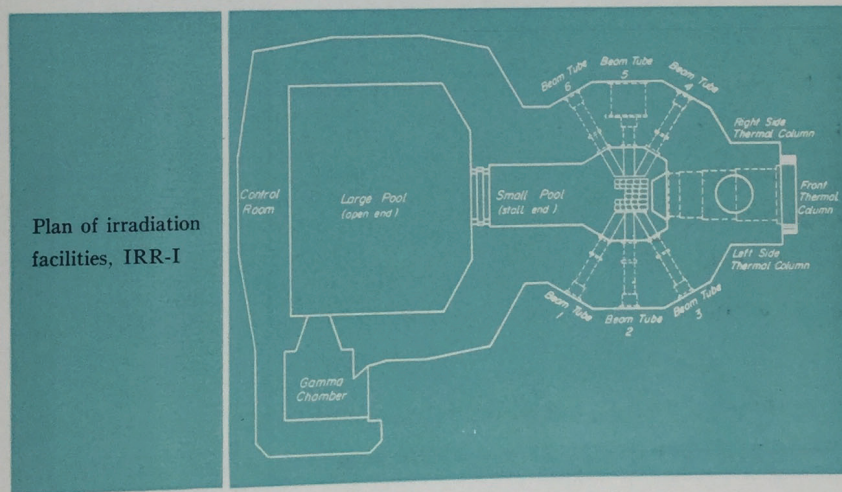 Plan of irradiation
facilities, IRR-I
Control
Room
Large Pool
(open end)
Small Pool
(stall end)
Beam Tube
6
Beam Tube
5
Beam Tube
4
Right Side
Thermal Column
Front
Thermal
Column
Left Side
Thermal Column
Beam Tube
1
Beam Tube
2
Beam Tube
3
Gamma
Chamber